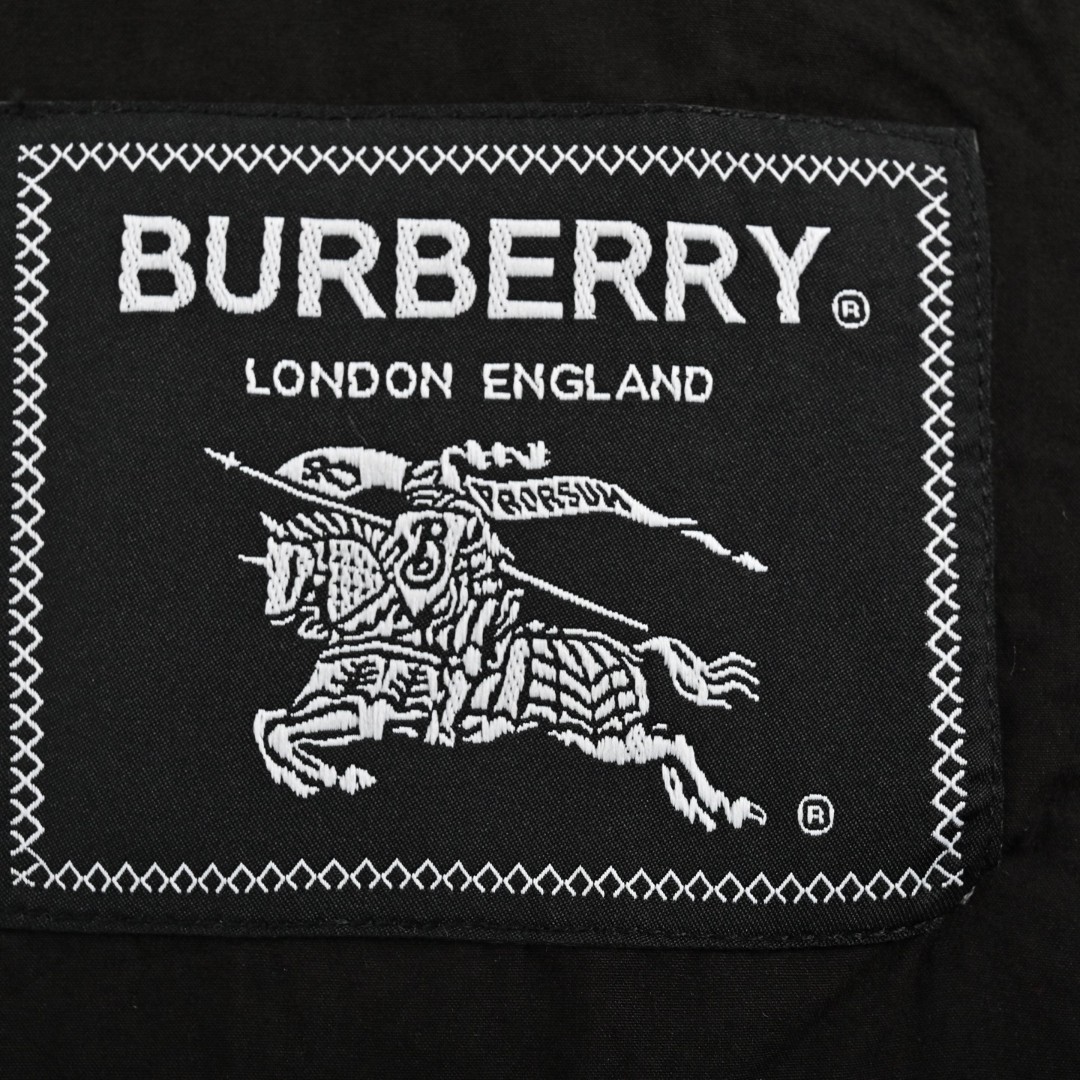 BURBERRY®
LONDON ENGLAND
PRORSUM
B
®